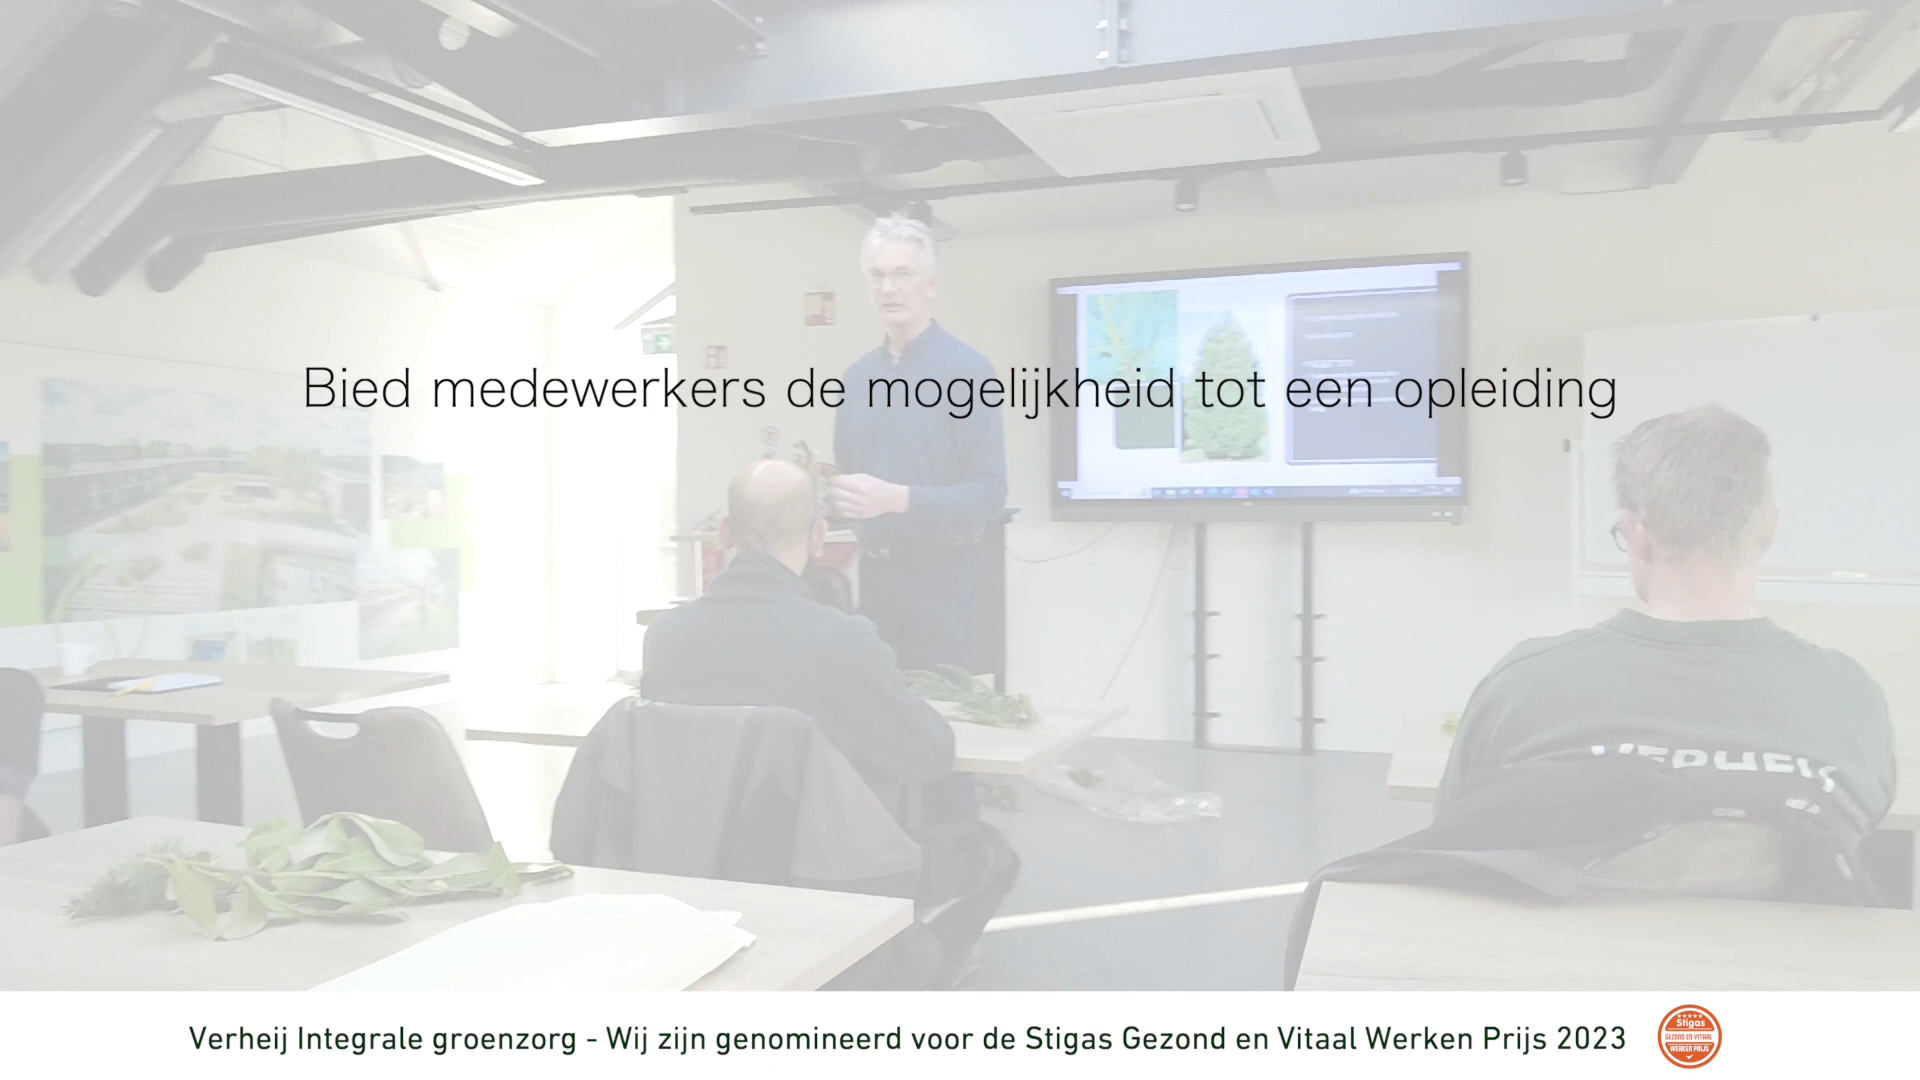 Bied medewerkers de mogelijkheid tot een opleiding
VERHEIJ
Verheij Integrale groenzorg - Wij zijn genomineerd voor de Stigas Gezond en Vitaal Werken Prijs 2023
Stigas
GEZOND EN VITAAL
WERKEN PRIJS